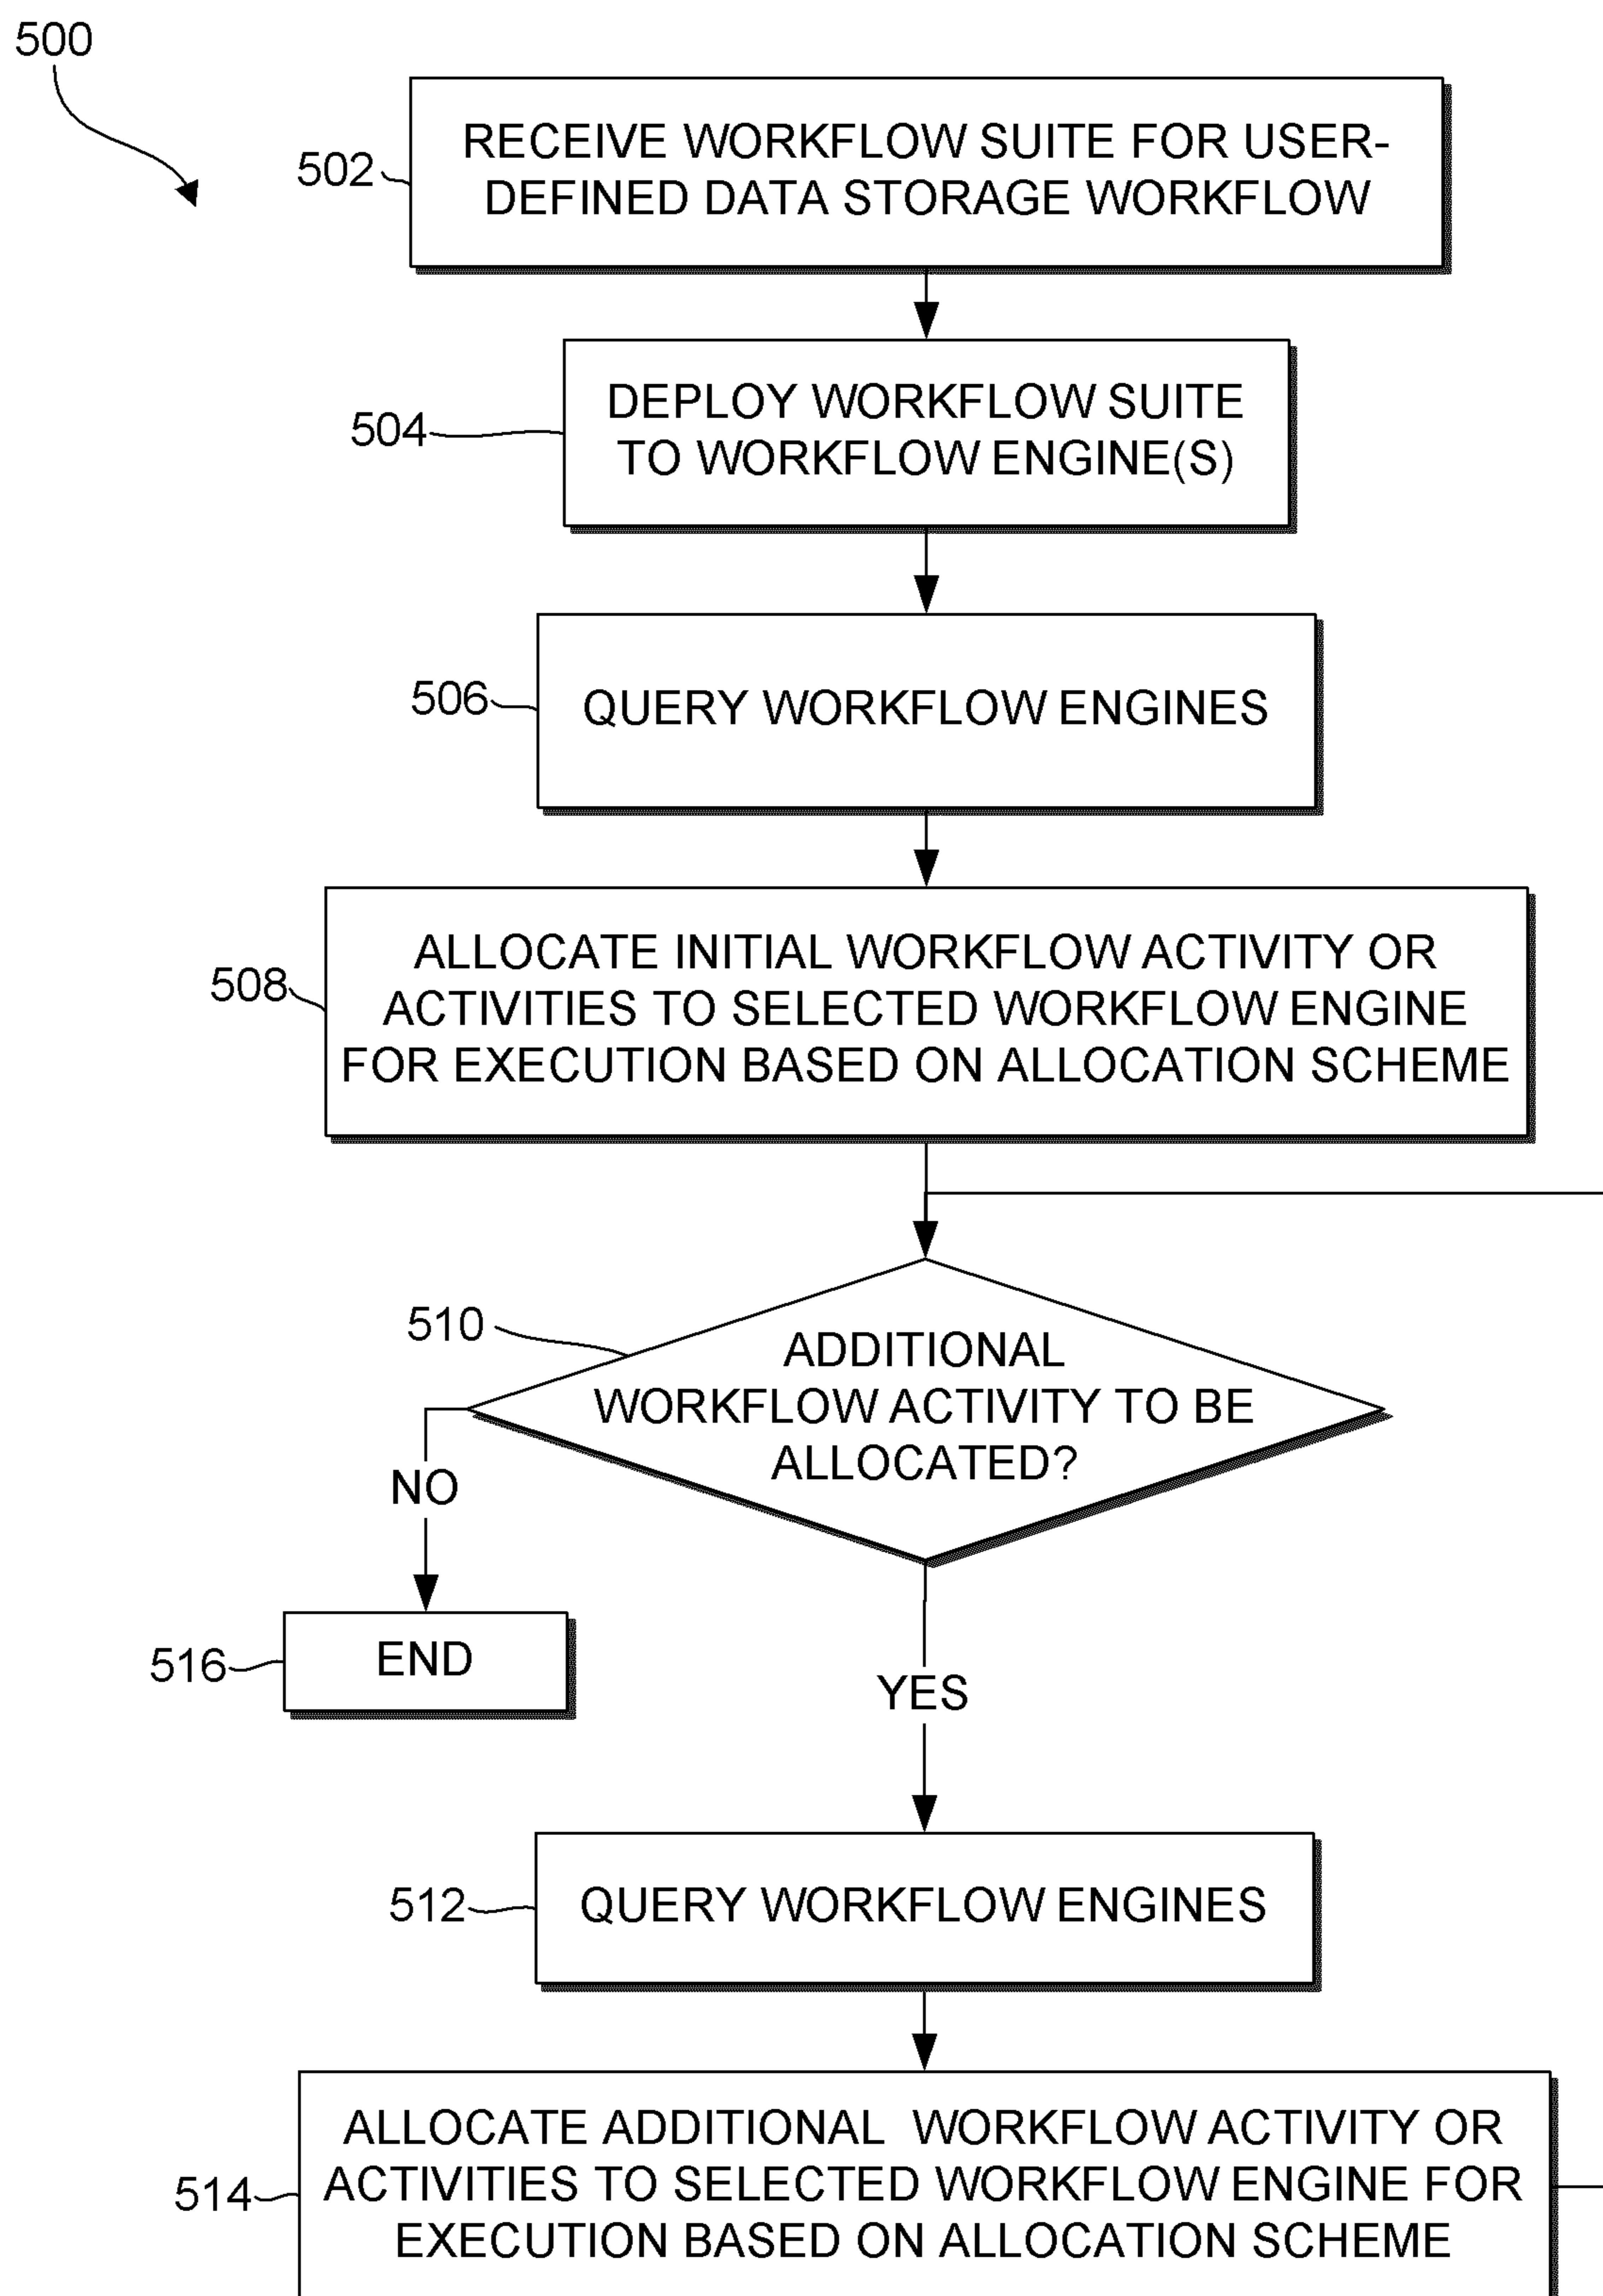 500
502
RECEIVE WORKFLOW SUITE FOR USER-
DEFINED DATA STORAGE WORKFLOW
504
DEPLOY WORKFLOW SUITE
TO WORKFLOW ENGINE(S)
506
QUERY WORKFLOW ENGINES
508
ALLOCATE INITIAL WORKFLOW ACTIVITY OR
ACTIVITIES TO SELECTED WORKFLOW ENGINE
FOR EXECUTION BASED ON ALLOCATION SCHEME
510
ADDITIONAL
WORKFLOW ACTIVITY TO BE
ALLOCATED?
NO
516
END
YES
512
QUERY WORKFLOW ENGINES
514
ALLOCATE ADDITIONAL WORKFLOW ACTIVITY OR
ACTIVITIES TO SELECTED WORKFLOW ENGINE FOR
EXECUTION BASED ON ALLOCATION SCHEME